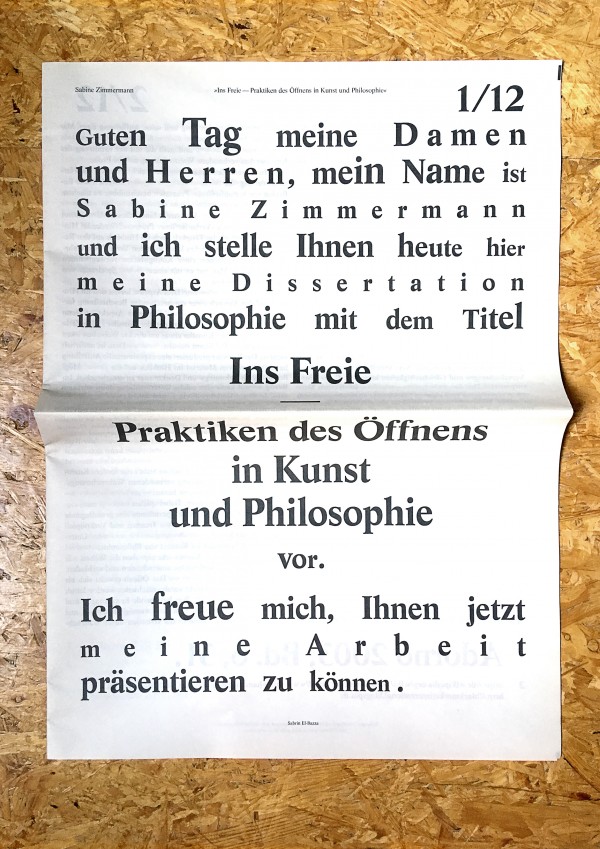 Sabine Zimmermann
»Ins Freie — Praktiken des Öffnens in Kunst und Philosophie«
1/12
Guten Tag meine Damen
und Herren, mein Name ist
Sabine Zimmermann
und ich stelle Ihnen heute hier
meine Dissertation
in Philosophie mit dem Titel
Ins Freie
—
Praktiken des Öffnens
in Kunst
und Philosophie
vor.
Ich freue mich, Ihnen jetzt
meine Arbeit
präsentieren zu können.